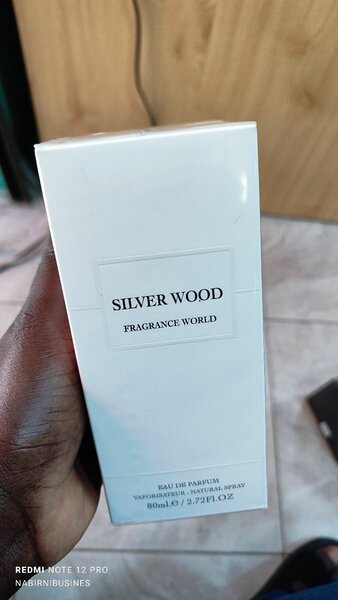 SILVER WOOD
FRAGRANCE WORLD
EAU DE PARFUM
VAPORISATEUR - NATURAL SPRAY
80ml.℮ / 2.72Fl.OZ
REDMI NOTE 12 PRO
NABIRNIBUSINES